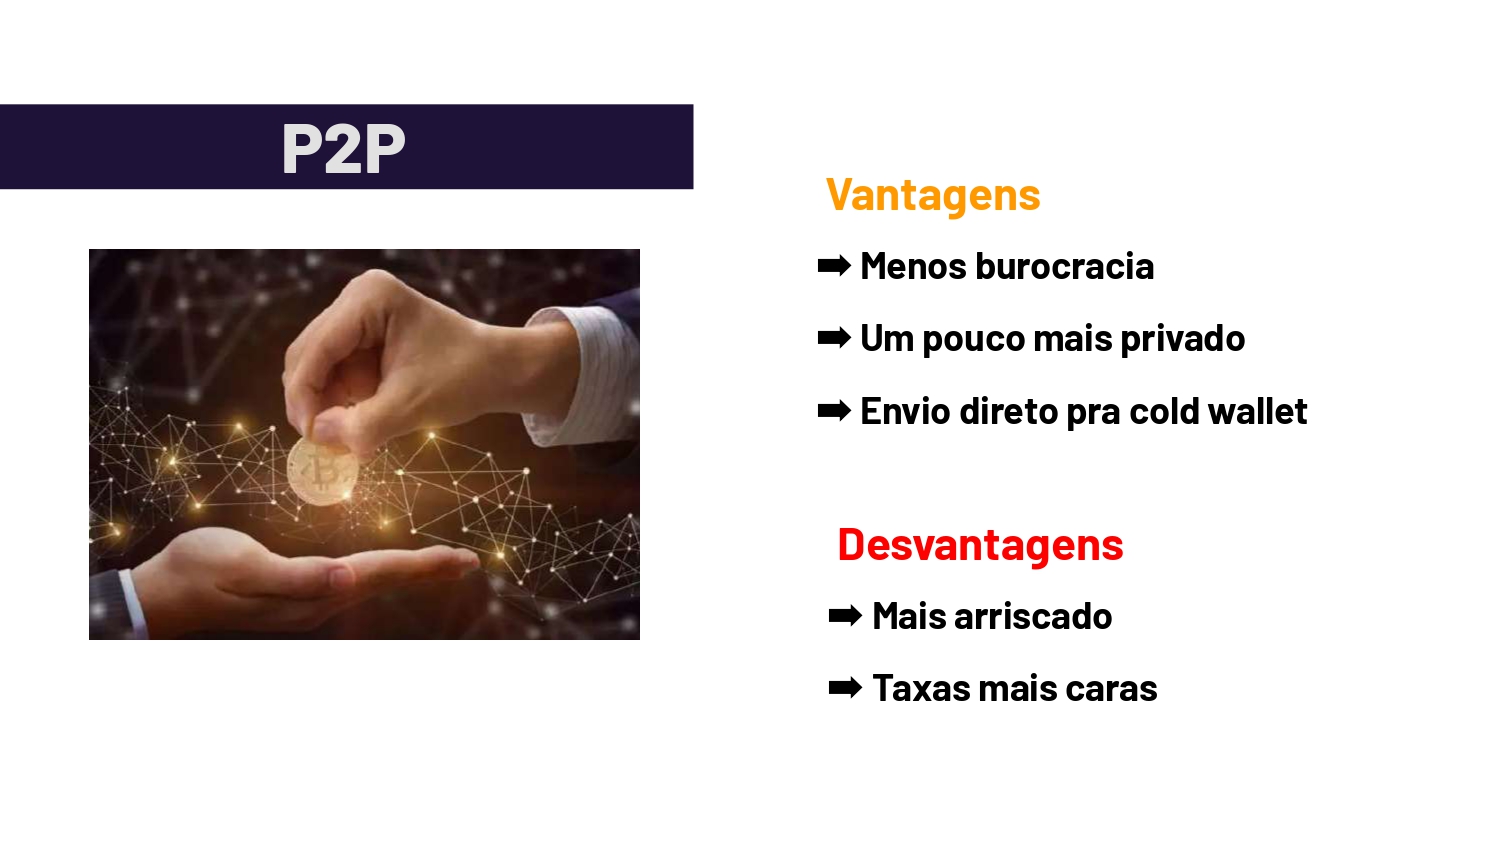 P2P
Vantagens
➡ Menos burocracia
➡ Um pouco mais privado
➡ Envio direto pra cold wallet
Desvantagens
➡ Mais arriscado
➡ Taxas mais caras